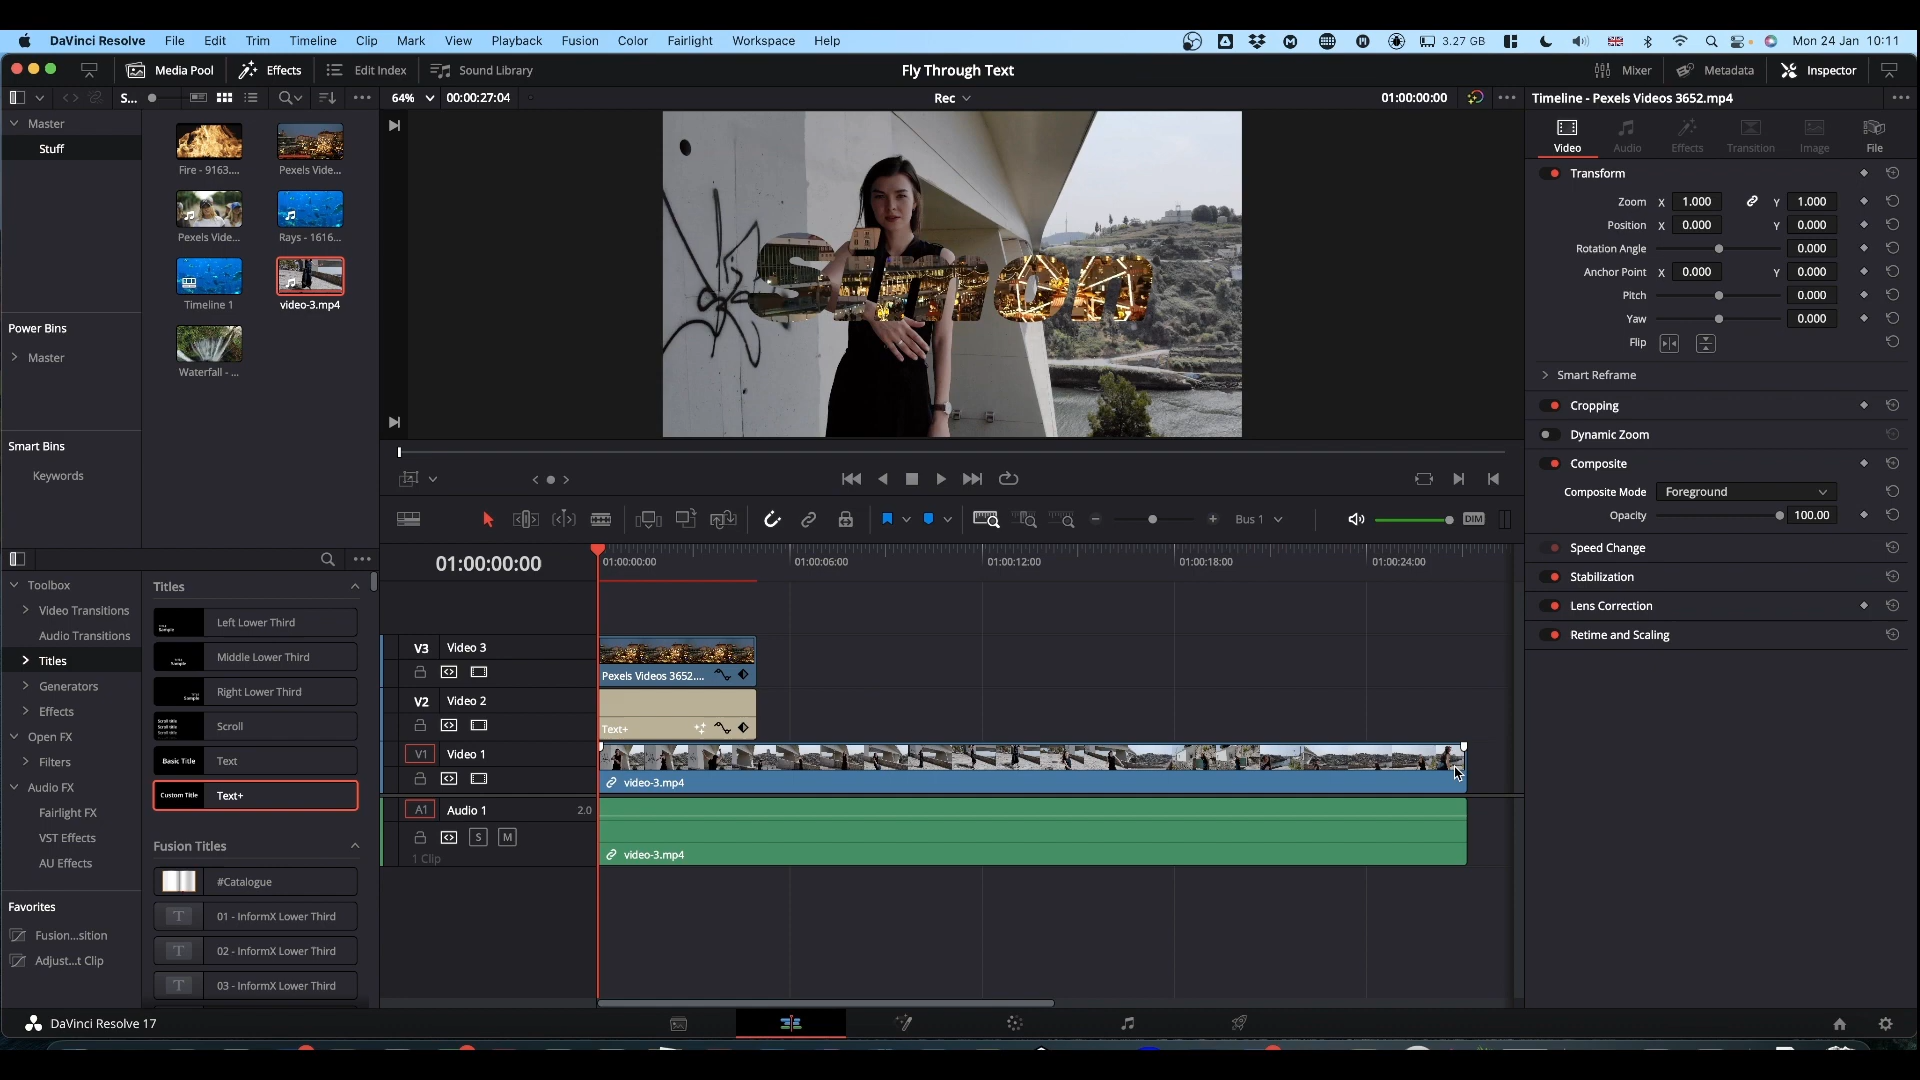 DaVinci Resolve File Edit Trim Timeline Clip Mark View Playback Fusion Color Fairlight Workspace Help 3.27 GB Mon 24 Jan 10:11
Media Pool Effects Edit Index Sound Library Fly Through Text Mixer Metadata Inspector
S... 64% 00:00:27:04 Rec 01:00:00:00 Timeline - Pexels Videos 3652.mp4
Master
Stuff
Fire - 9163.... Pexels Vide...
Pexels Vide... Rays - 1616...
Timeline 1 video-3.mp4
Waterfall - ...
Power Bins
Master
Smart Bins
Keywords
Simon
Video Audio Effects Transition Image File
Transform
Zoom X 1.000 Y 1.000
Position X 0.000 Y 0.000
Rotation Angle 0.000
Anchor Point X 0.000 Y 0.000
Pitch 0.000
Yaw 0.000
Flip
Smart Reframe
Cropping
Dynamic Zoom
Composite
Composite Mode Foreground
Opacity 100.00
Speed Change
Stabilization
Lens Correction
Retime and Scaling
Bus 1 DIM
Toolbox
Video Transitions
Audio Transitions
Titles
Generators
Effects
Open FX
Filters
Audio FX
Fairlight FX
VST Effects
AU Effects
Favorites
Fusion...sition
Adjust...t Clip
Titles
Left Lower Third
Middle Lower Third
Right Lower Third
Scroll
Basic Title Text
Custom Title Text+
Fusion Titles
#Catalogue
T 01 - InformX Lower Third
T 02 - InformX Lower Third
T 03 - InformX Lower Third
01:00:00:00 01:00:00:00 01:00:06:00 01:00:12:00 01:00:18:00 01:00:24:00
V3 Video 3
Pexels Videos 3652....
V2 Video 2
Text+
V1 Video 1
video-3.mp4
A1 Audio 1 2.0
S M
1 Clip
video-3.mp4
DaVinci Resolve 17